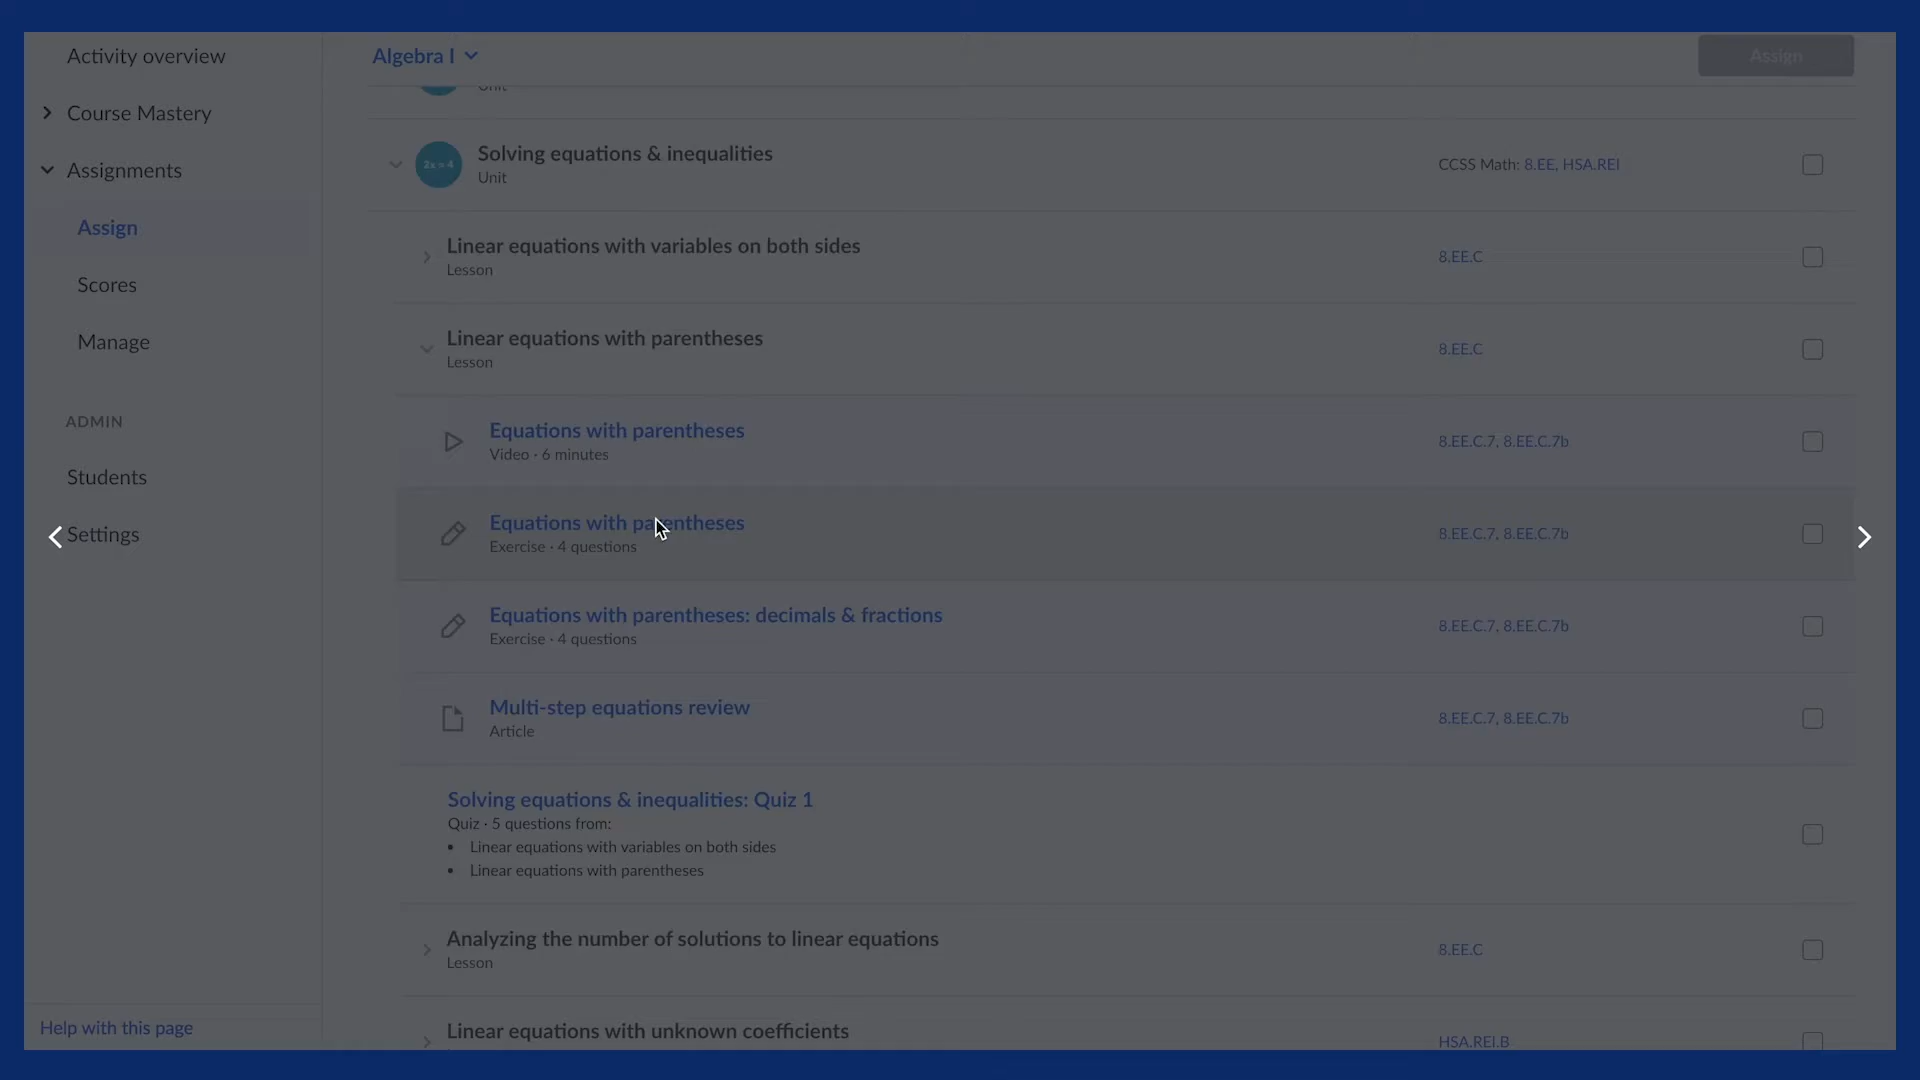 Activity overview
Course Mastery
Assignments
Assign
Scores
Manage
ADMIN
Students
Settings
Help with this page
Algebra I
Assign
Unit
2x = 4
Solving equations & inequalities
Unit
CCSS Math: 8.EE, HSA.REI
Linear equations with variables on both sides
Lesson
8.EE.C
Linear equations with parentheses
Lesson
8.EE.C
Equations with parentheses
Video · 6 minutes
8.EE.C.7, 8.EE.C.7b
Equations with parentheses
Exercise · 4 questions
8.EE.C.7, 8.EE.C.7b
Equations with parentheses: decimals & fractions
Exercise · 4 questions
8.EE.C.7, 8.EE.C.7b
Multi-step equations review
Article
8.EE.C.7, 8.EE.C.7b
Solving equations & inequalities: Quiz 1
Quiz · 5 questions from:
• Linear equations with variables on both sides
• Linear equations with parentheses
Analyzing the number of solutions to linear equations
Lesson
8.EE.C
Linear equations with unknown coefficients
HSA.REI.B